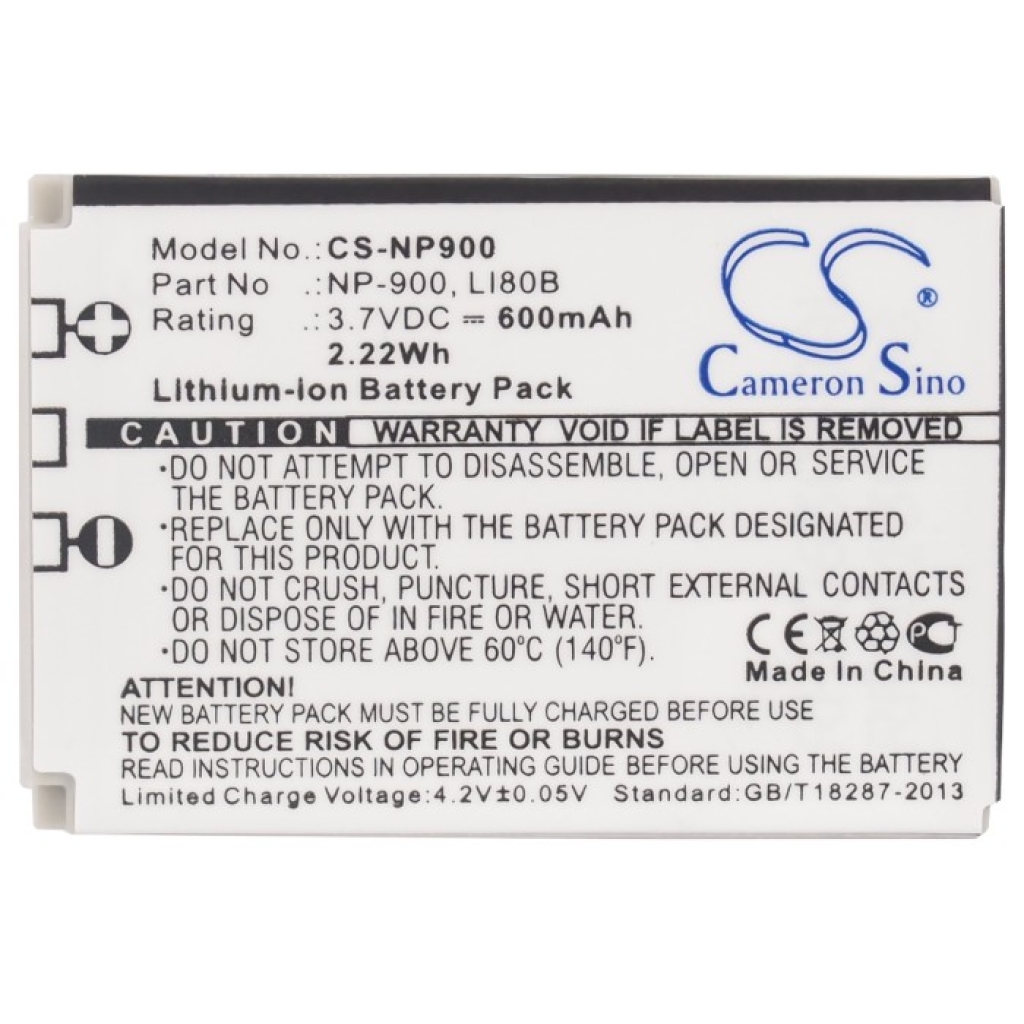 Model No.: CS-NP900
Part No .: NP-900, LI80B
Rating .: 3.7VDC ⎓ 600mAh
2.22Wh
Lithium-ion Battery Pack
CS ®
Cameron Sino
CAUTION WARRANTY VOID IF LABEL IS REMOVED
·DO NOT ATTEMPT TO DISASSEMBLE, OPEN OR SERVICE
THE BATTERY PACK.
·REPLACE ONLY WITH THE BATTERY PACK DESIGNATED
FOR THIS PRODUCT.
·DO NOT CRUSH, PUNCTURE, SHORT EXTERNAL CONTACTS
OR DISPOSE OF IN FIRE OR WATER.
·DO NOT STORE ABOVE 60°C (140°F).
CE PCT
Made In China
ATTENTION!
NEW BATTERY PACK MUST BE FULLY CHARGED BEFORE USE
TO REDUCE RISK OF FIRE OR BURNS
READ INSTRUCTIONS IN OPERATING GUIDE BEFORE USING THE BATTERY
Limited Charge Voltage:4.2V±0.05V Standard:GB/T18287-2013